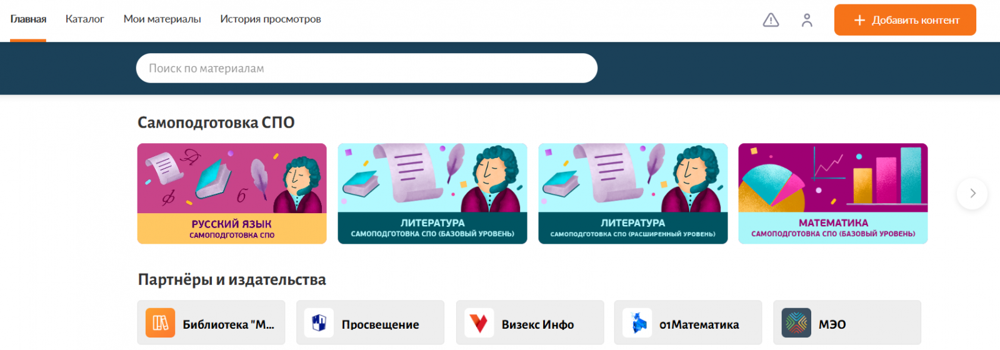 Главная Каталог Мои материалы История просмотров Добавить контент
Поиск по материалам
Самоподготовка СПО
РУССКИЙ ЯЗЫК
САМОПОДГОТОВКА СПО
ЛИТЕРАТУРА
САМОПОДГОТОВКА СПО (БАЗОВЫЙ УРОВЕНЬ)
ЛИТЕРАТУРА
САМОПОДГОТОВКА СПО (РАСШИРЕННЫЙ УРОВЕНЬ)
МАТЕМАТИКА
САМОПОДГОТОВКА СПО (БАЗОВЫЙ УРОВЕНЬ)
Партнёры и издательства
Библиотека "М... Просвещение Визекс Инфо 01Математика МЭО